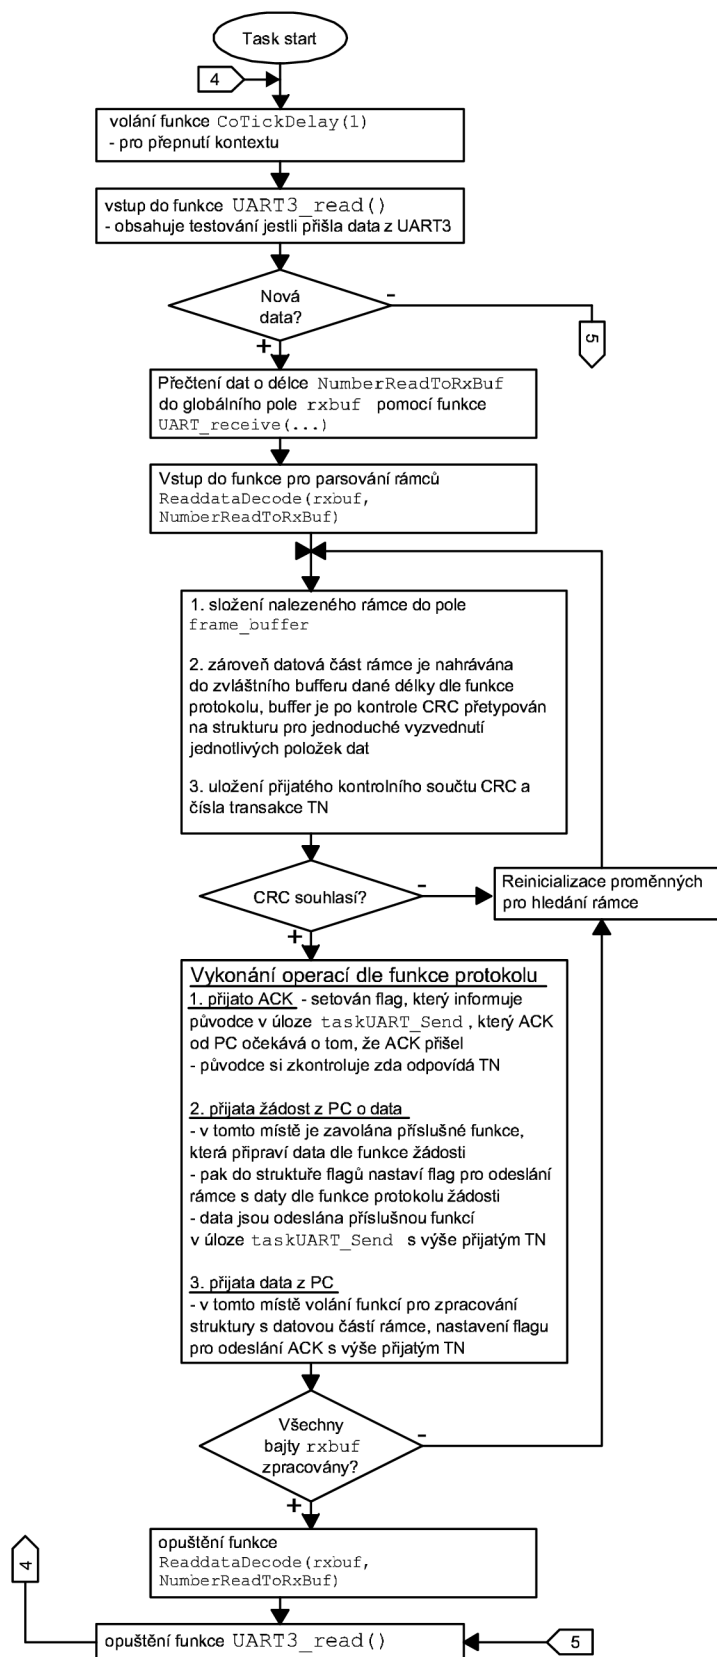 Task start
4
volání funkce CoTickDelay(1)
- pro přepnutí kontextu
vstup do funkce UART3_read()
- obsahuje testování jestli přišla data z UART3
Nová
data?
-
+
5
Přečtení dat o délce NumberReadToRxBuf
do globálního pole rxbuf pomocí funkce
UART_receive(...)
Vstup do funkce pro parsování rámců
ReaddataDecode(rxbuf,
NumberReadToRxBuf)
1. složení nalezeného rámce do pole
frame_buffer
2. zároveň datová část rámce je nahrávána
do zvláštního bufferu dané délky dle funkce
protokolu, buffer je po kontrole CRC přetypován
na strukturu pro jednoduché vyzvednutí
jednotlivých položek dat
3. uložení přijatého kontrolního součtu CRC a
čísla transakce TN
CRC souhlasí?
-
+
Reinicializace proměnných
pro hledání rámce
Vykonání operací dle funkce protokolu
1. přijato ACK - setován flag, který informuje
původce v úloze taskUART_Send, který ACK
od PC očekává o tom, že ACK přišel
- původce si zkontroluje zda odpovídá TN
2. přijata žádost z PC o data
- v tomto místě je zavolána příslušné funkce,
která připraví data dle funkce žádosti
- pak do struktuře flagů nastaví flag pro odeslání
rámce s daty dle funkce protokolu žádosti
- data jsou odeslána příslušnou funkcí
v úloze taskUART_Send s výše přijatým TN
3. přijata data z PC
- v tomto místě volání funkcí pro zpracování
struktury s datovou částí rámce, nastavení flagu
pro odeslání ACK s výše přijatým TN
Všechny
bajty rxbuf
zpracovány?
-
+
opuštění funkce
ReaddataDecode(rxbuf,
NumberReadToRxBuf)
4
opuštění funkce UART3_read()
5